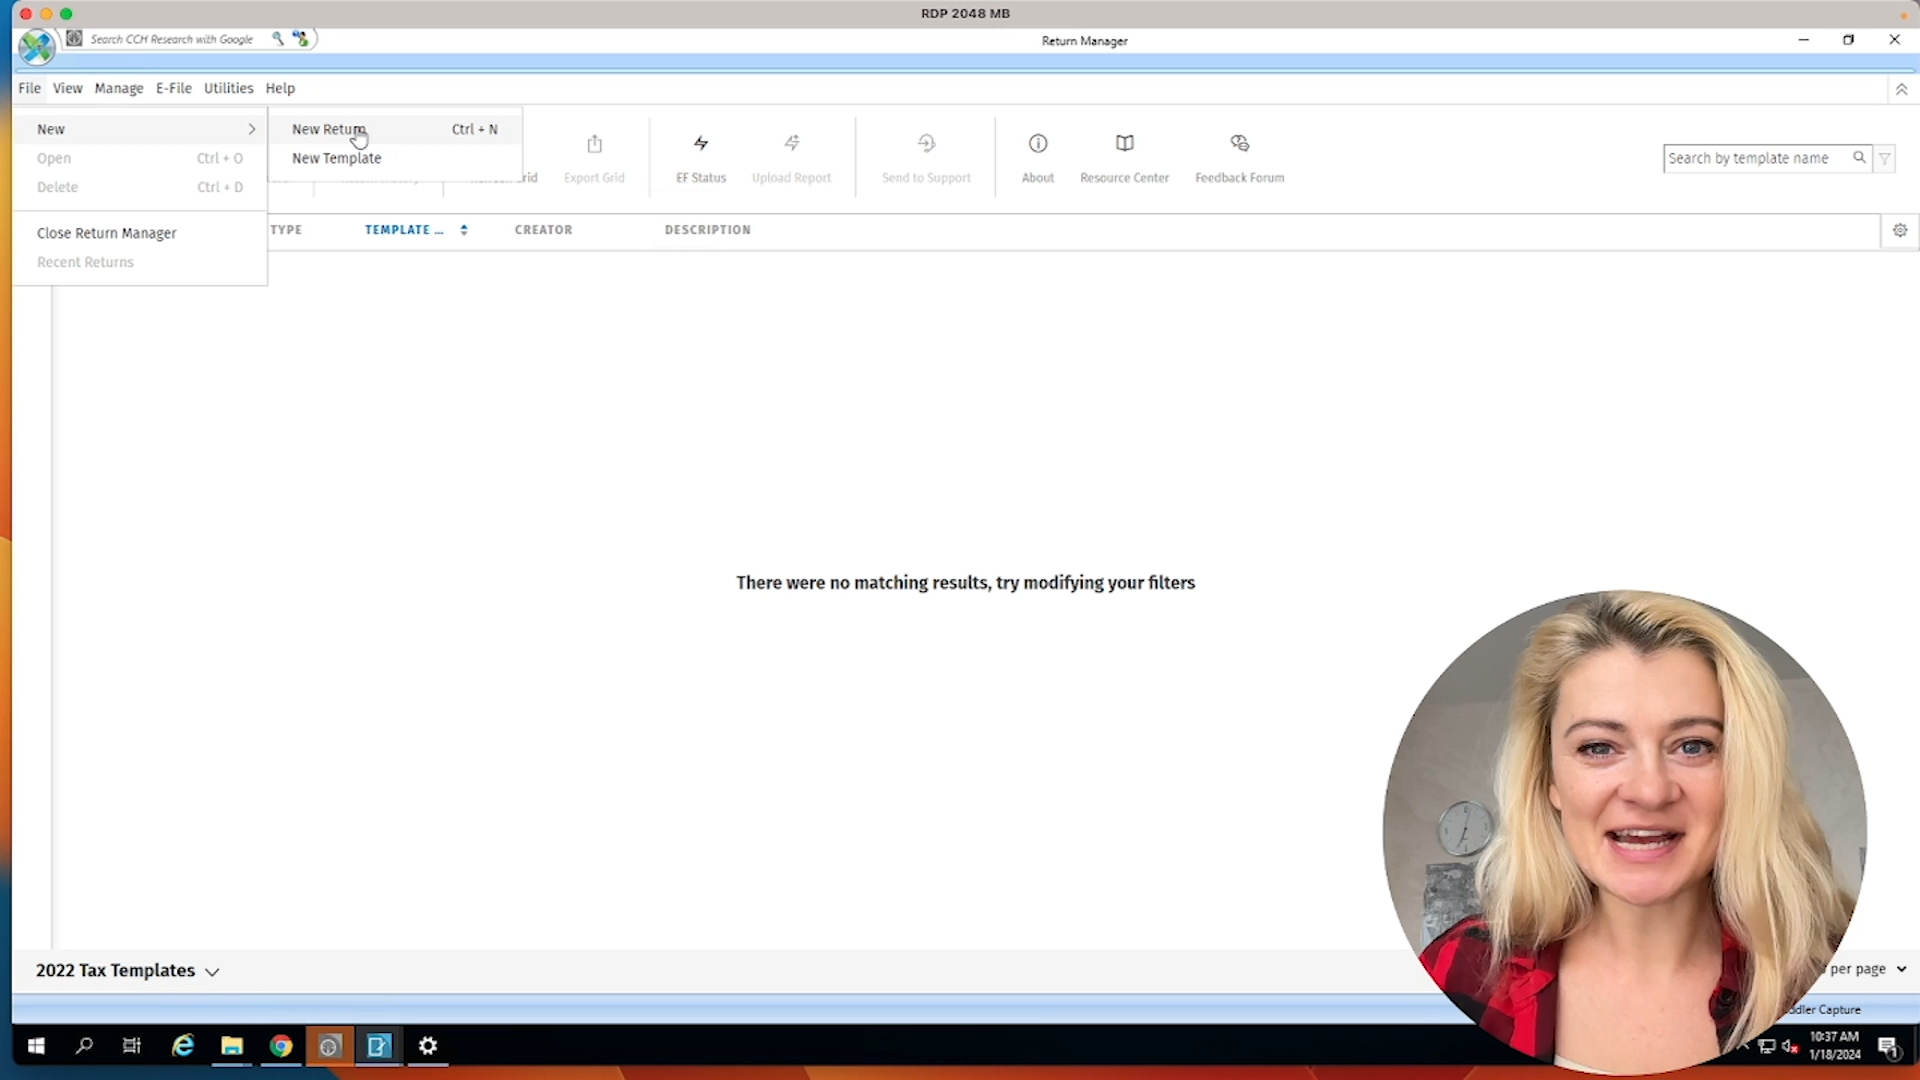 RDP 2048 MB
Search CCH Research with Google
Return Manager
File View Manage E-File Utilities Help
New
New Return Ctrl + N
Open Ctrl + O
New Template
Delete Ctrl + D
Close Return Manager
Recent Returns
Export Grid
EF Status
Upload Report
Send to Support
About
Resource Center
Feedback Forum
Search by template name
TYPE TEMPLATE ... CREATOR DESCRIPTION
There were no matching results, try modifying your filters
2022 Tax Templates
per page
Capture
10:37 AM
1/18/2024
1